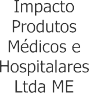 Impacto
Produtos
Médicos e
Hospitalares
Ltda ME